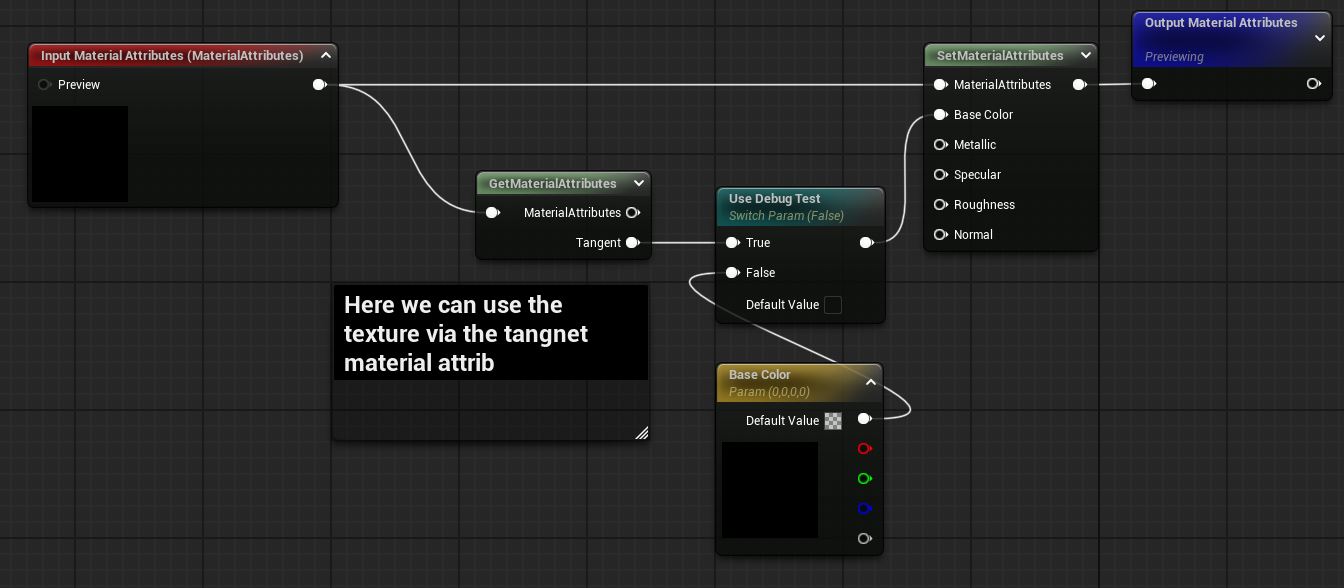 Output Material Attributes
Previewing
Input Material Attributes (MaterialAttributes)
Preview
SetMaterialAttributes
MaterialAttributes
Base Color
Metallic
Specular
Roughness
Normal
GetMaterialAttributes
MaterialAttributes
Tangent
Use Debug Test
Switch Param (False)
True
False
Default Value
Here we can use the
texture via the tangnet
material attrib
Base Color
Param (0,0,0,0)
Default Value